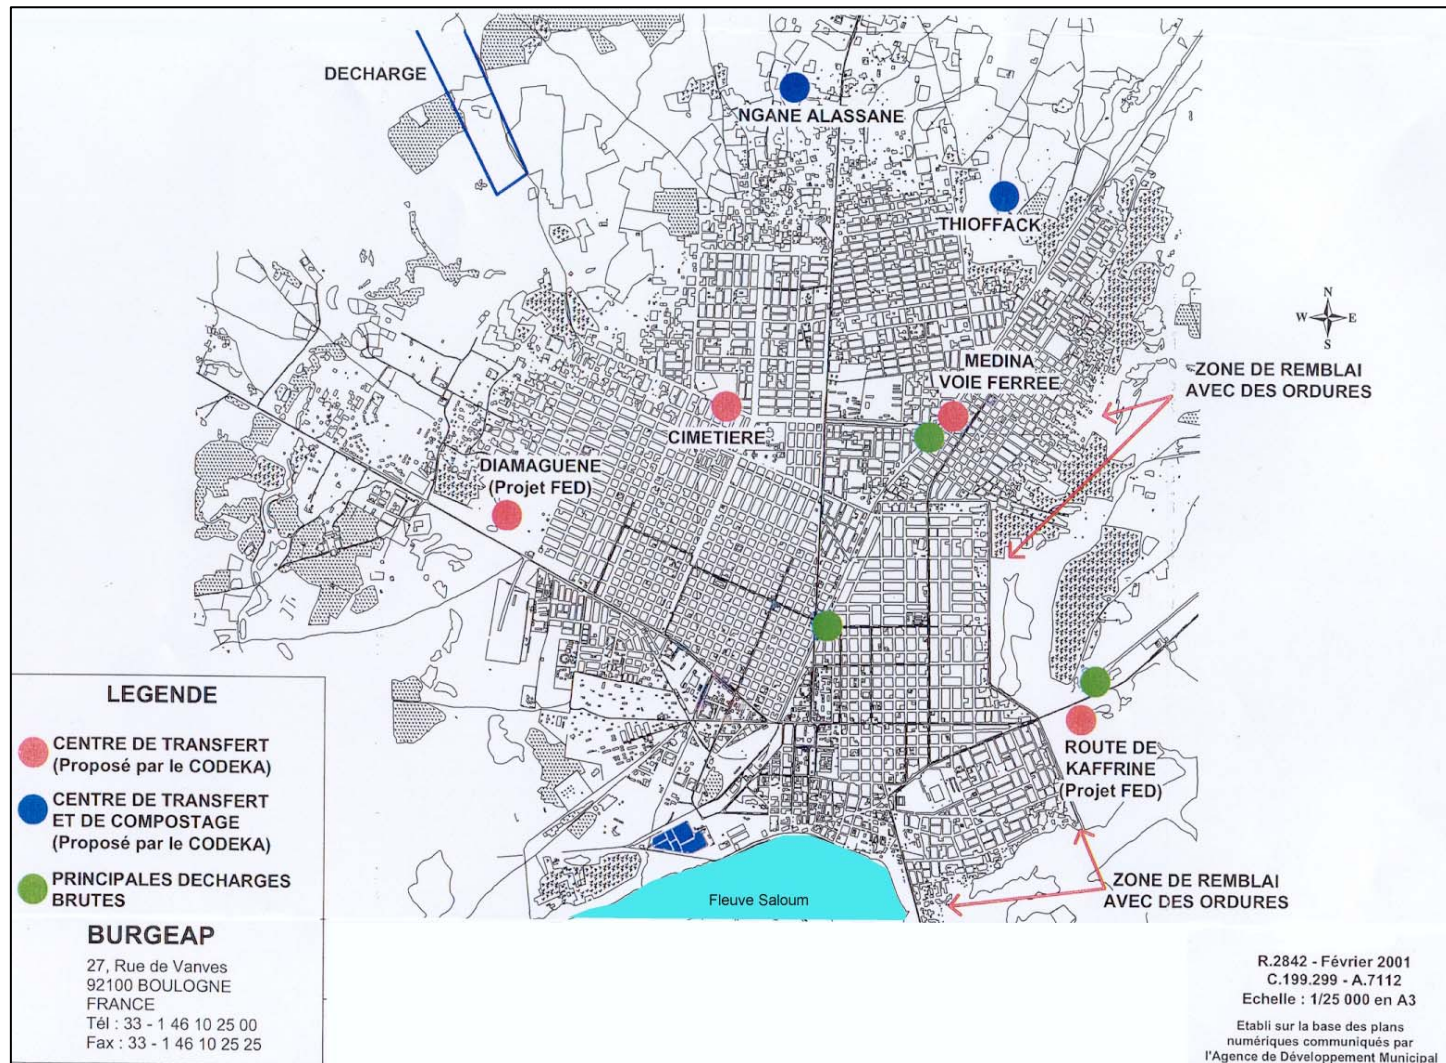 DECHARGE
NGANE ALASSANE
THIOFFACK
N
W E
S
MEDINA
VOIE FERREE
ZONE DE REMBLAI
AVEC DES ORDURES
CIMETIERE
DIAMAGUENE
(Projet FED)
ROUTE DE
KAFFRINE
(Projet FED)
ZONE DE REMBLAI
AVEC DES ORDURES
Fleuve Saloum
LEGENDE
CENTRE DE TRANSFERT
(Proposé par le CODEKA)
CENTRE DE TRANSFERT
ET DE COMPOSTAGE
(Proposé par le CODEKA)
PRINCIPALES DECHARGES
BRUTES
BURGEAP
27, Rue de Vanves
92100 BOULOGNE
FRANCE
Tél : 33 - 1 46 10 25 00
Fax : 33 - 1 46 10 25 25
R.2842 - Février 2001
C.199.299 - A.7112
Echelle : 1/25 000 en A3
Etabli sur la base des plans
numériques communiqués par
l'Agence de Développement Municipal